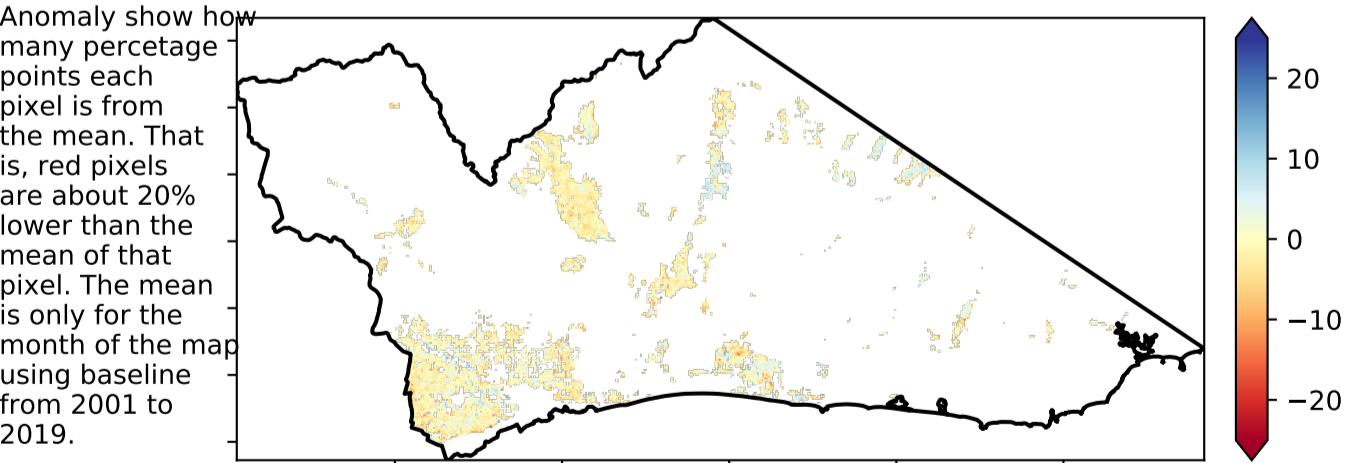 Anomaly show how
many percetage
points each
pixel is from
the mean. That
is, red pixels
are about 20%
lower than the
mean of that
pixel. The mean
is only for the
month of the map
using baseline
from 2001 to
2019.
20
10
0
−10
−20